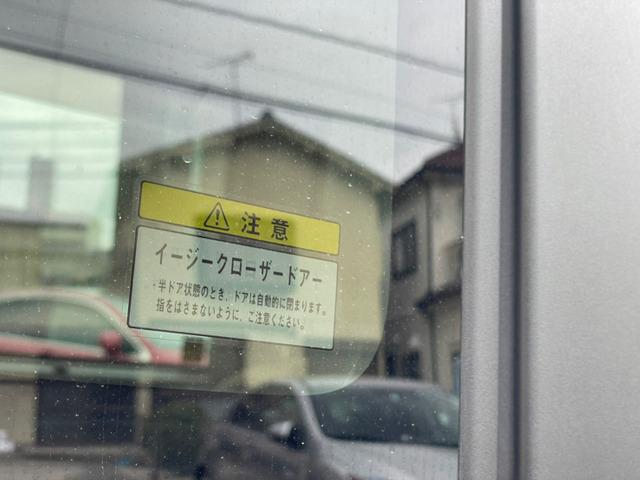 注意
イージークローザードアー
・半ドア状態のとき、ドアは自動的に閉まります。
指をはさまないように、ご注意ください。